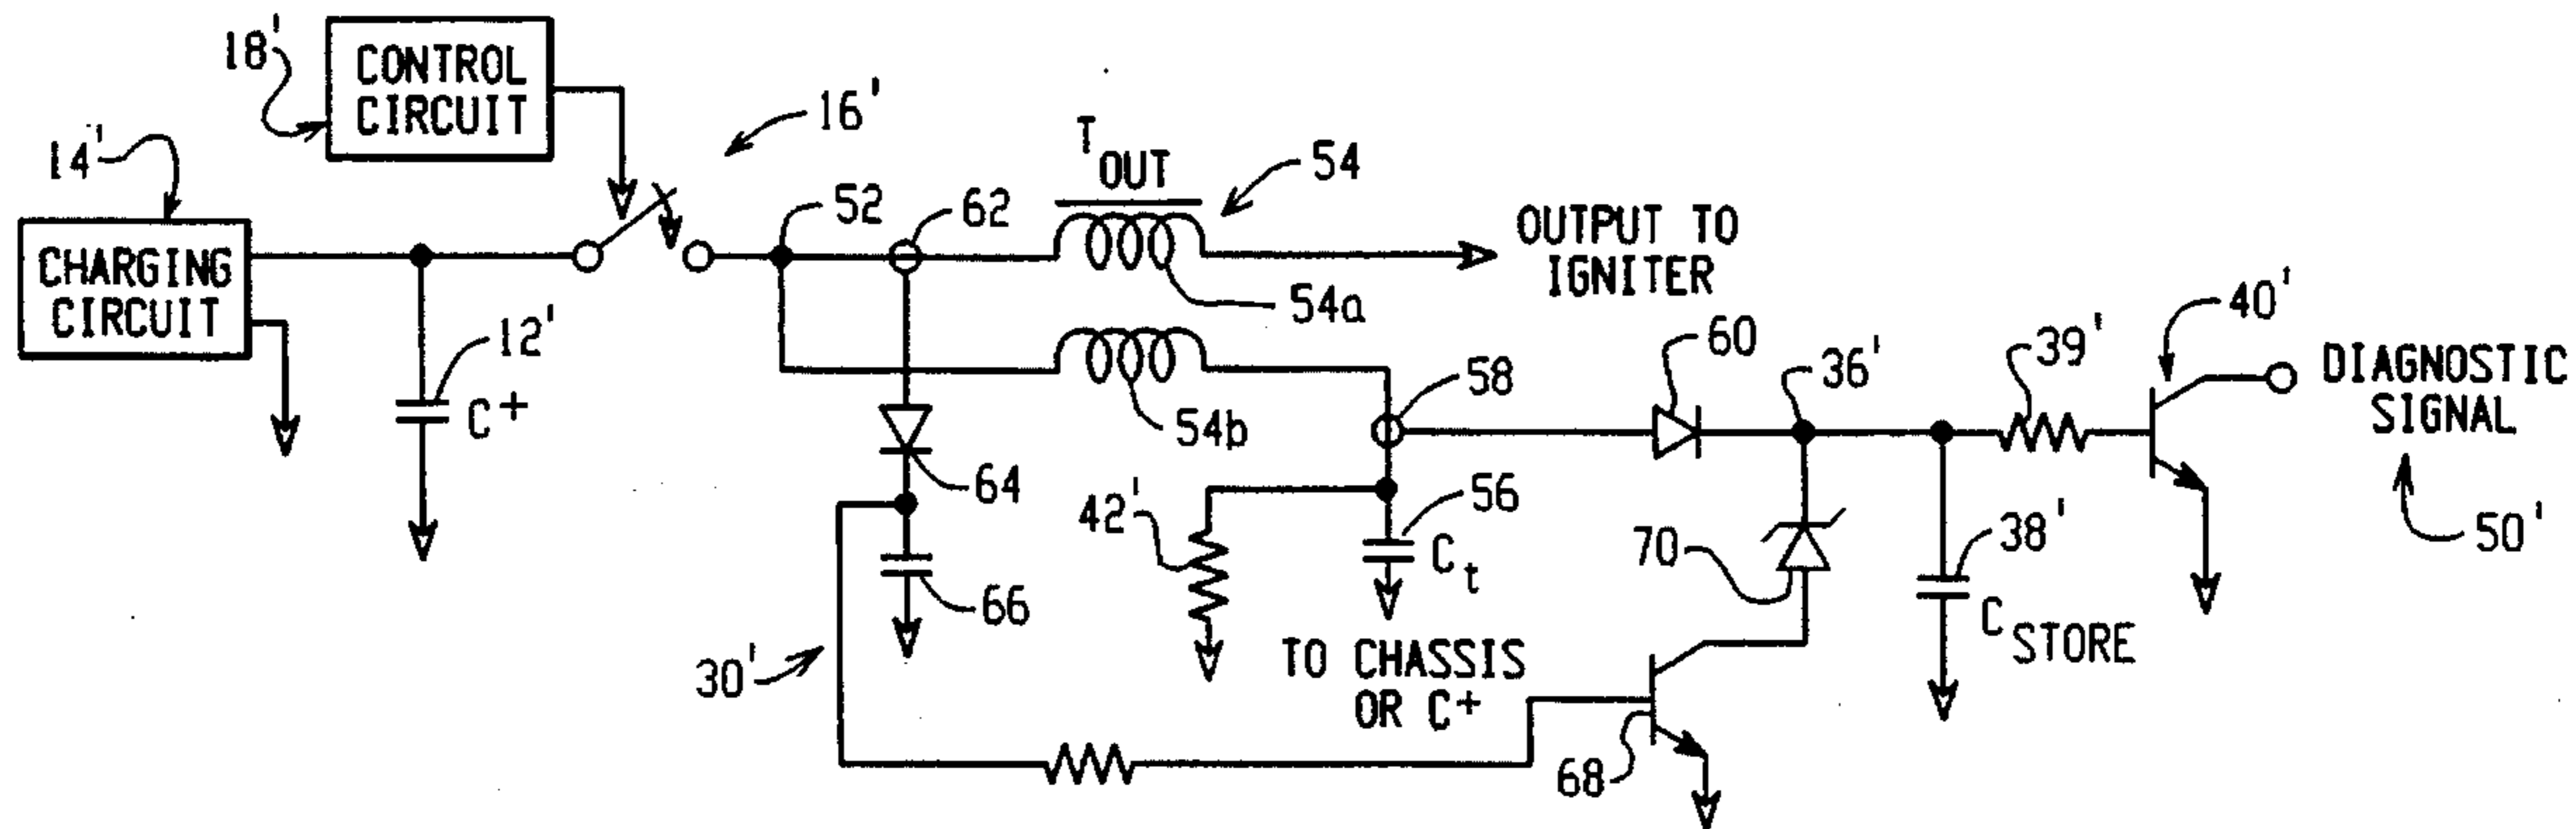 18'
CONTROL
CIRCUIT
16'
14'
CHARGING
CIRCUIT
12'
C+
52
62
T OUT
54
54a
OUTPUT TO
IGNITER
54b
58
60
36'
39'
40'
DIAGNOSTIC
SIGNAL
50'
64
66
30'
42'
56
Ct
TO CHASSIS
OR C+
70
38'
C STORE
68